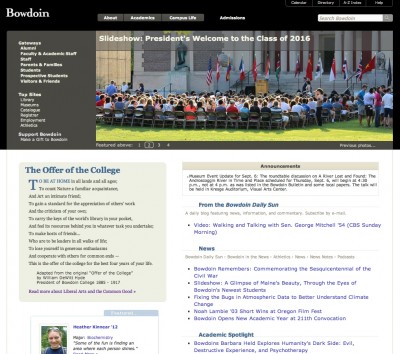 Calendar Directory A-Z Index Help
Bowdoin
About Academics Campus Life Admissions
Search Bowdoin
Gateways
Alumni
Faculty & Academic Staff
Staff
Parents & Families
Students
Prospective Students
Visitors & Friends
Top Sites
Library
Museums
Catalogue
Register
Employment
Athletics
Support Bowdoin
Make a Gift to Bowdoin
Slideshow: President's Welcome to the Class of 2016
Featured above: 1 2 3 4
Previous photos...
The Offer of the College
TO BE AT HOME in all lands and all ages;
To count Nature a familiar acquaintance,
And Art an intimate friend;
To gain a standard for the appreciation of others' work
And the criticism of your own;
To carry the keys of the world's library in your pocket,
And feel its resources behind you in whatever task you undertake;
To make hosts of friends...
Who are to be leaders in all walks of life;
To lose yourself in generous enthusiasms
And cooperate with others for common ends –
This is the offer of the college for the best four years of your life.
Adapted from the original "Offer of the College"
by William DeWitt Hyde
President of Bowdoin College 1885 - 1917
Read more about Liberal Arts and the Common Good »
Features
Heather Kinnear '12
Major: Biochemistry
"Some of the fun is finding an
Announcements
Museum Event Update for Sept. 6: The roundtable discussion on A River Lost and Found: The
Androscoggin River in Time and Place scheduled for Thursday, Sept. 6, will begin at 4:30
p.m., not at 4 p.m. as was listed in the Bowdoin Bulletin and some local papers. The talk will
be held in Kresge Auditorium, Visual Arts Center.
From the Bowdoin Daily Sun
A daily blog featuring news, information, and commentary. Subscribe by e-mail.
Video: Walking and Talking with Sen. George Mitchell '54 (CBS Sunday
Morning)
News
Bowdoin Daily Sun - Bowdoin in the News - Athletics - News - News Notes - Podcasts
Bowdoin Remembers: Commemorating the Sesquicentennial of the
Civil War
Slideshow: A Glimpse of Maine's Beauty, Through the Eyes of
Bowdoin's Newest Students
Fixing the Bugs in Atmospheric Data to Better Understand Climate
Change
Noah Lambie '03 Short Wins at Oregon Film Fest
Bowdoin Opens New Academic Year at 211th Convocation
Academic Spotlight
Bowdoins Barbara Held Explores Humanity's Dark Side: Evil,
Destructive Experience, and Psychotherapy